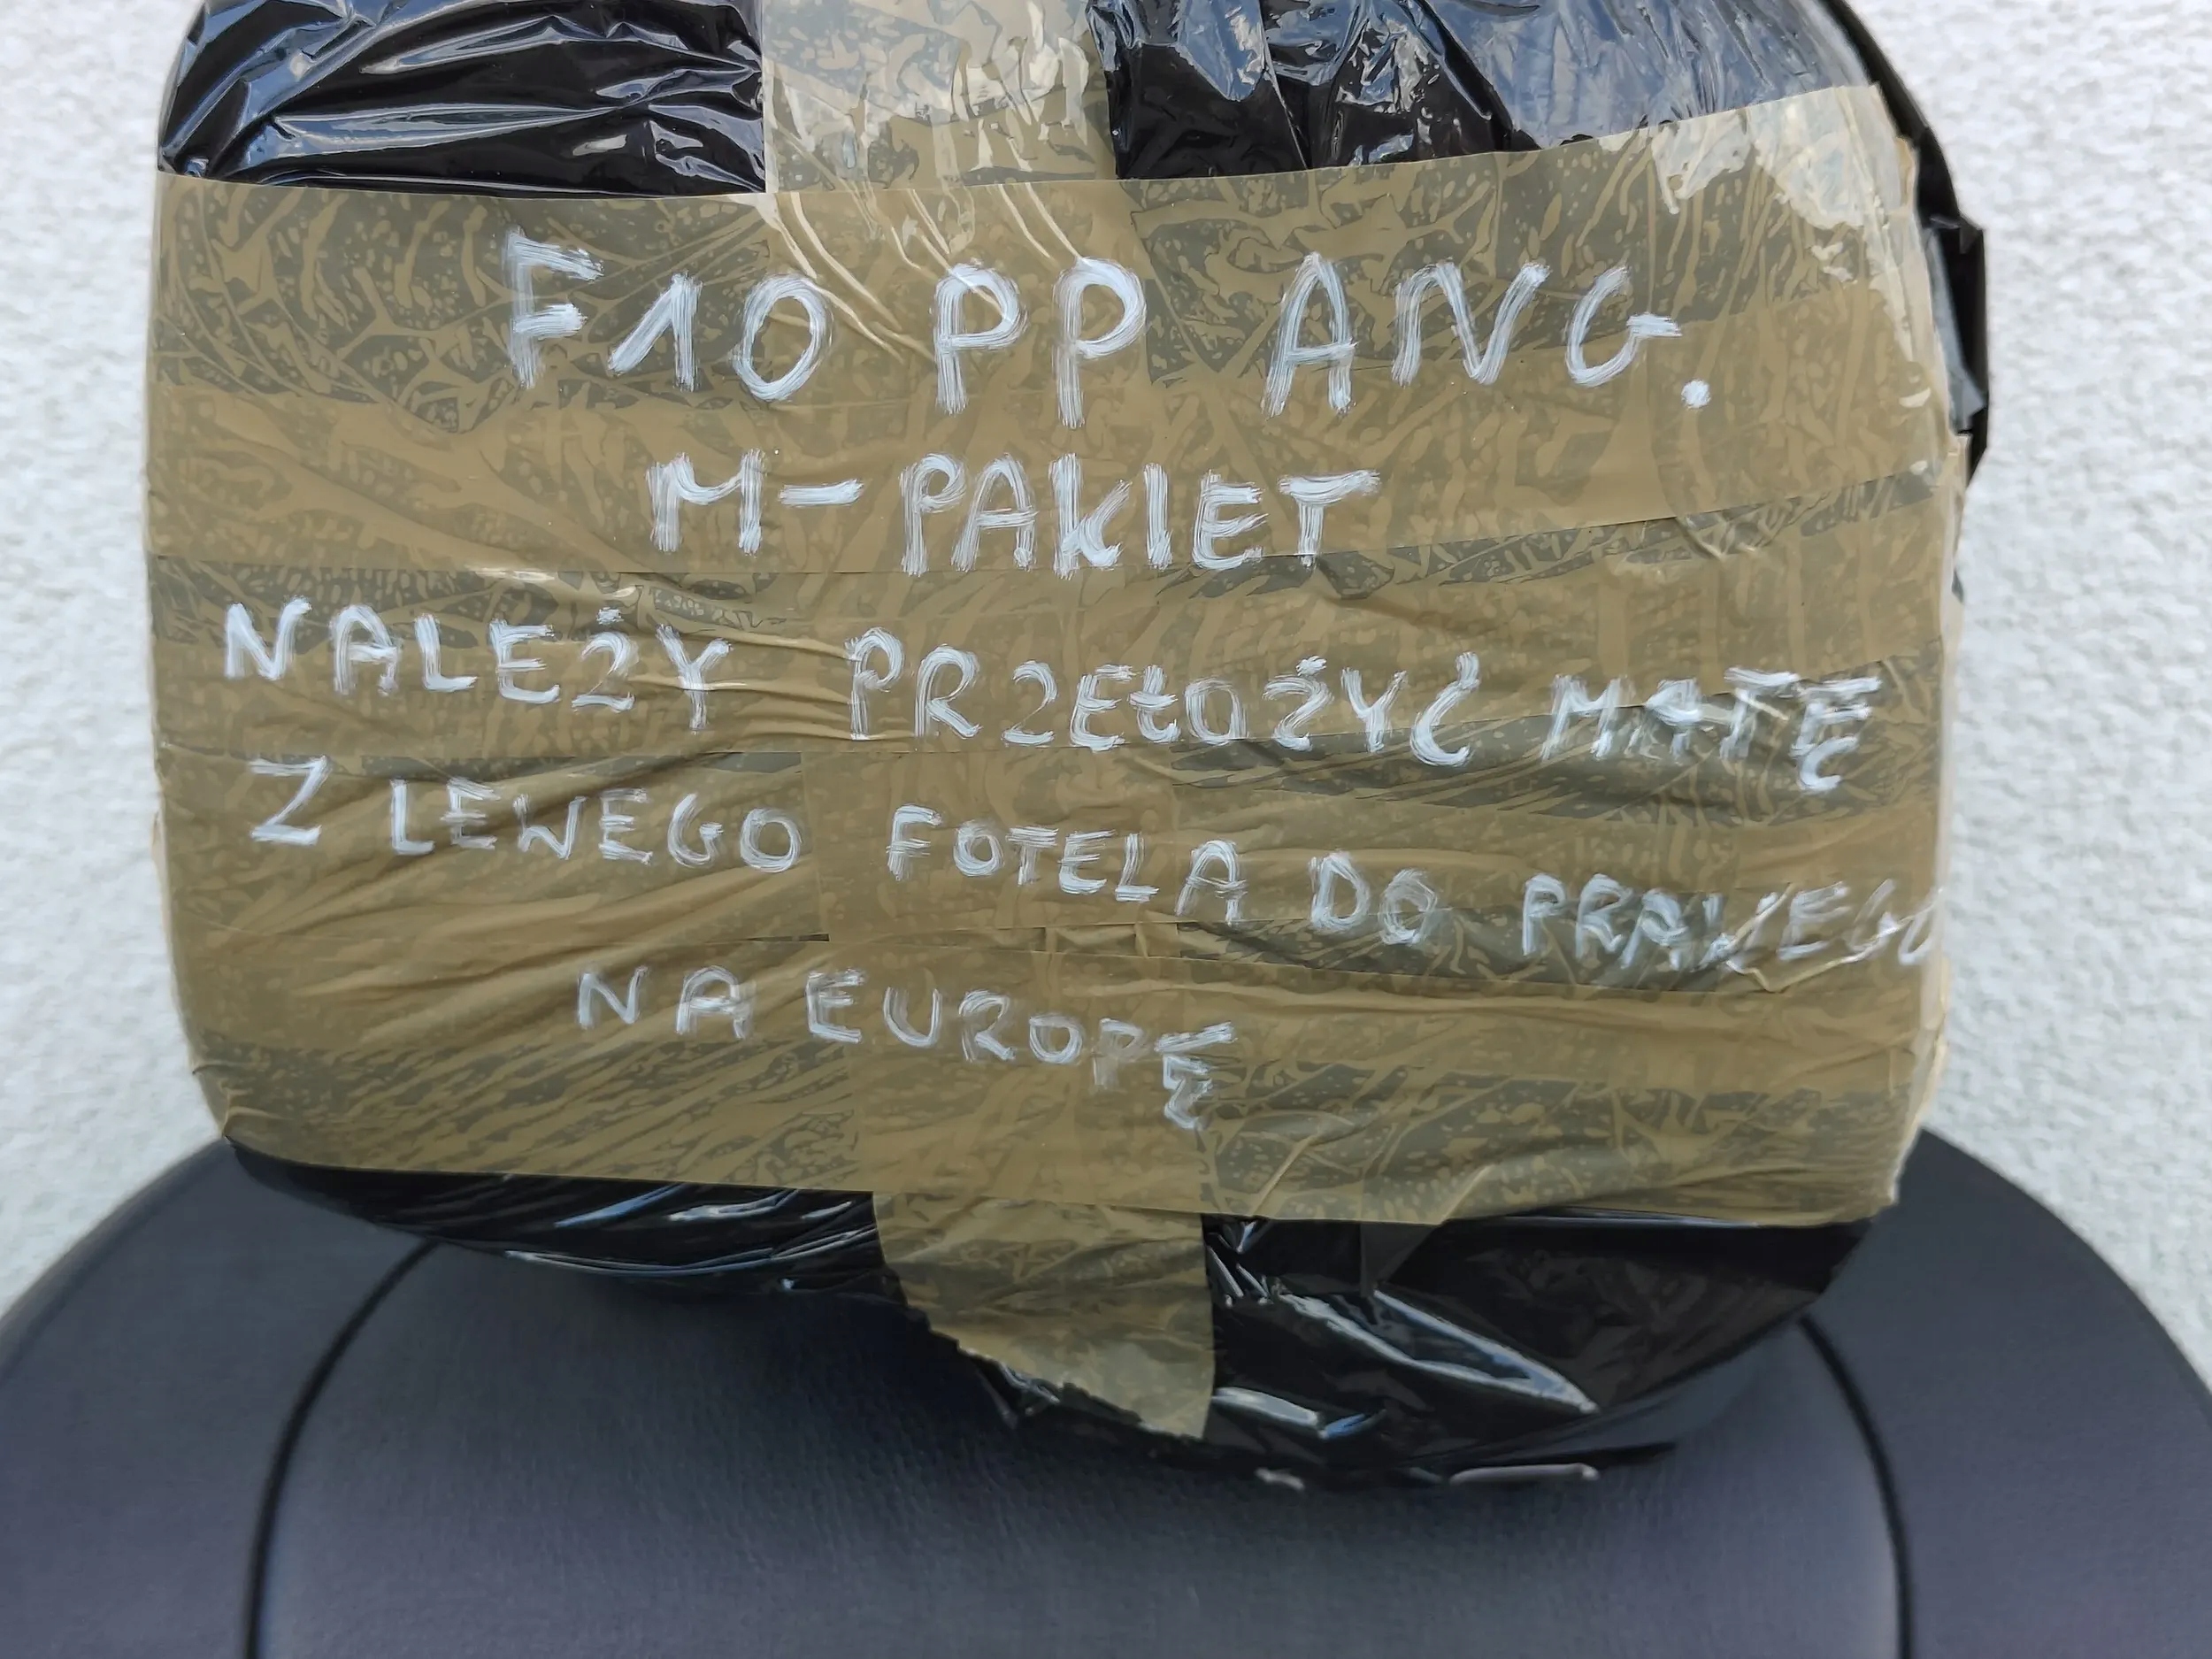 F10 PP ANG.
M-PAKIET
NALEŻY PRZEŁOŻYĆ MATĘ
Z LEWEGO FOTELA DO PRAWEGO
NA EUROPĘ